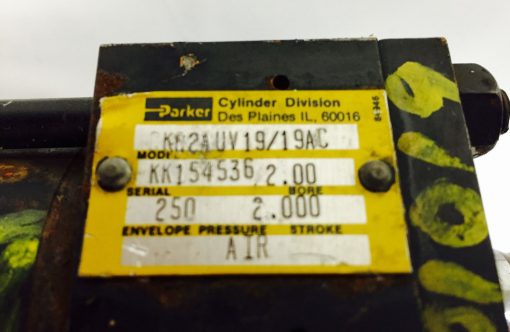 Parker Cylinder Division
Des Plaines IL, 60016
KK2AUV19/19AC
MODEL
KK154536 2.00
SERIAL BORE
250 2.000
ENVELOPE PRESSURE STROKE
AIR